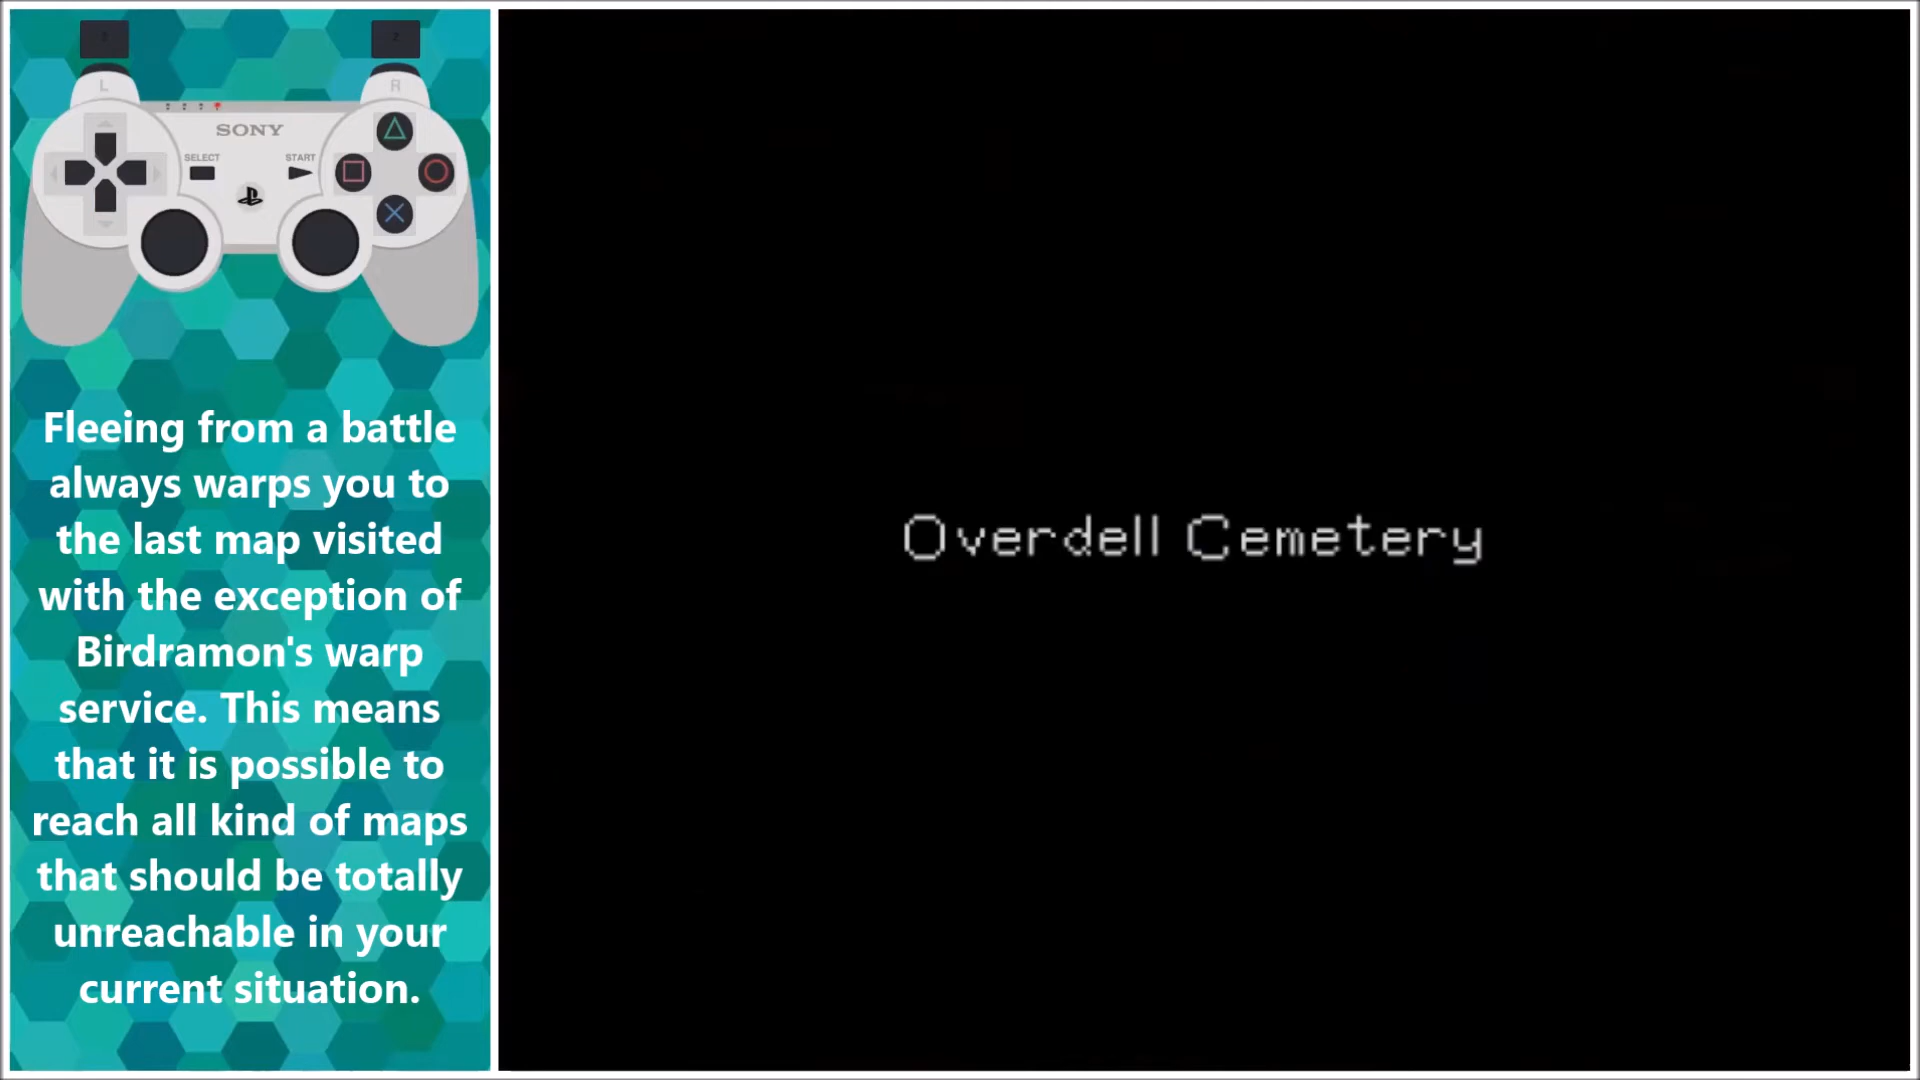 L
R
SONY
SELECT
START
Fleeing from a battle
always warps you to
the last map visited
with the exception of
Birdramon's warp
service. This means
that it is possible to
reach all kind of maps
that should be totally
unreachable in your
current situation.
Overdell Cemetery